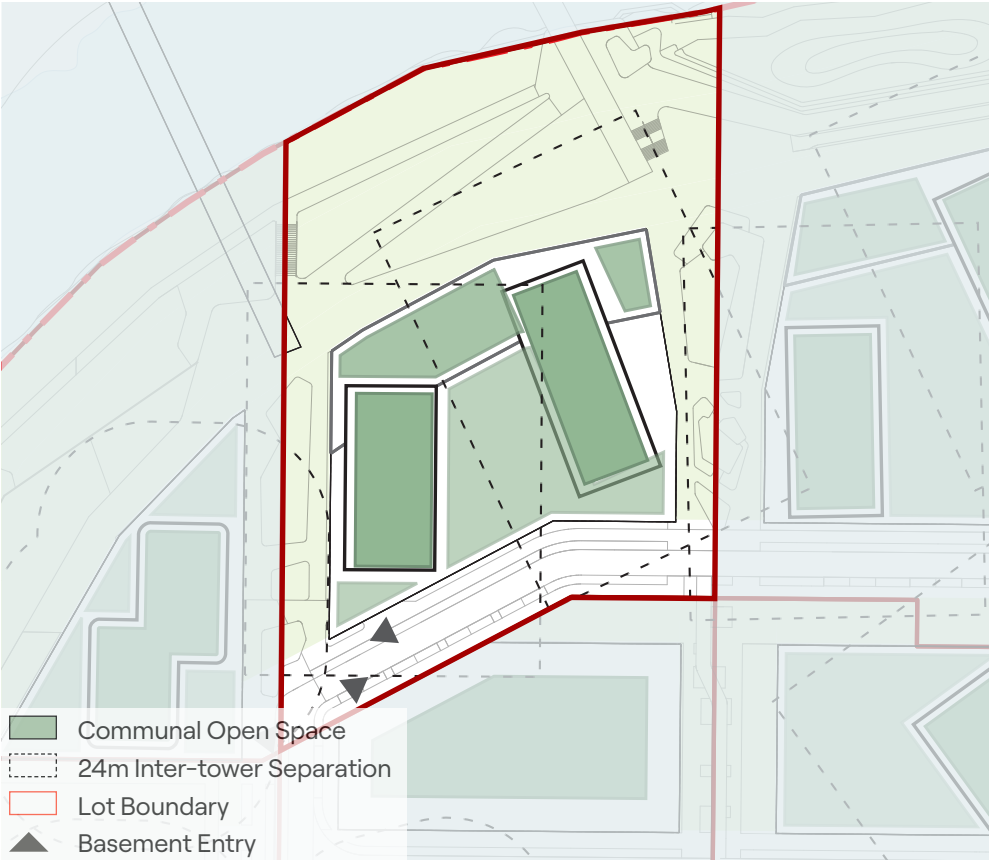 Communal Open Space
24m Inter-tower Separation
Lot Boundary
Basement Entry